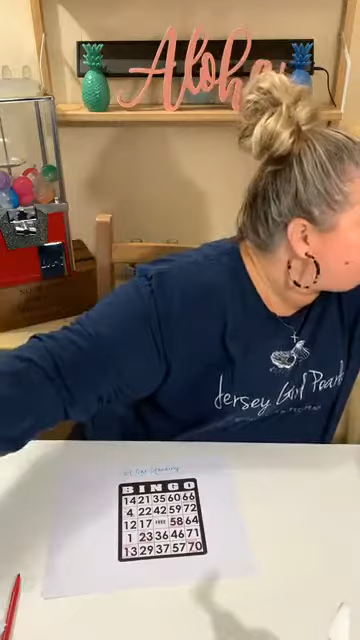 Aloha
Jersey Girl Pearls
BINGO
14 21 35 60 66
4 22 42 59 72
12 17 FREE 58 64
1 23 36 46 71
13 29 37 57 70